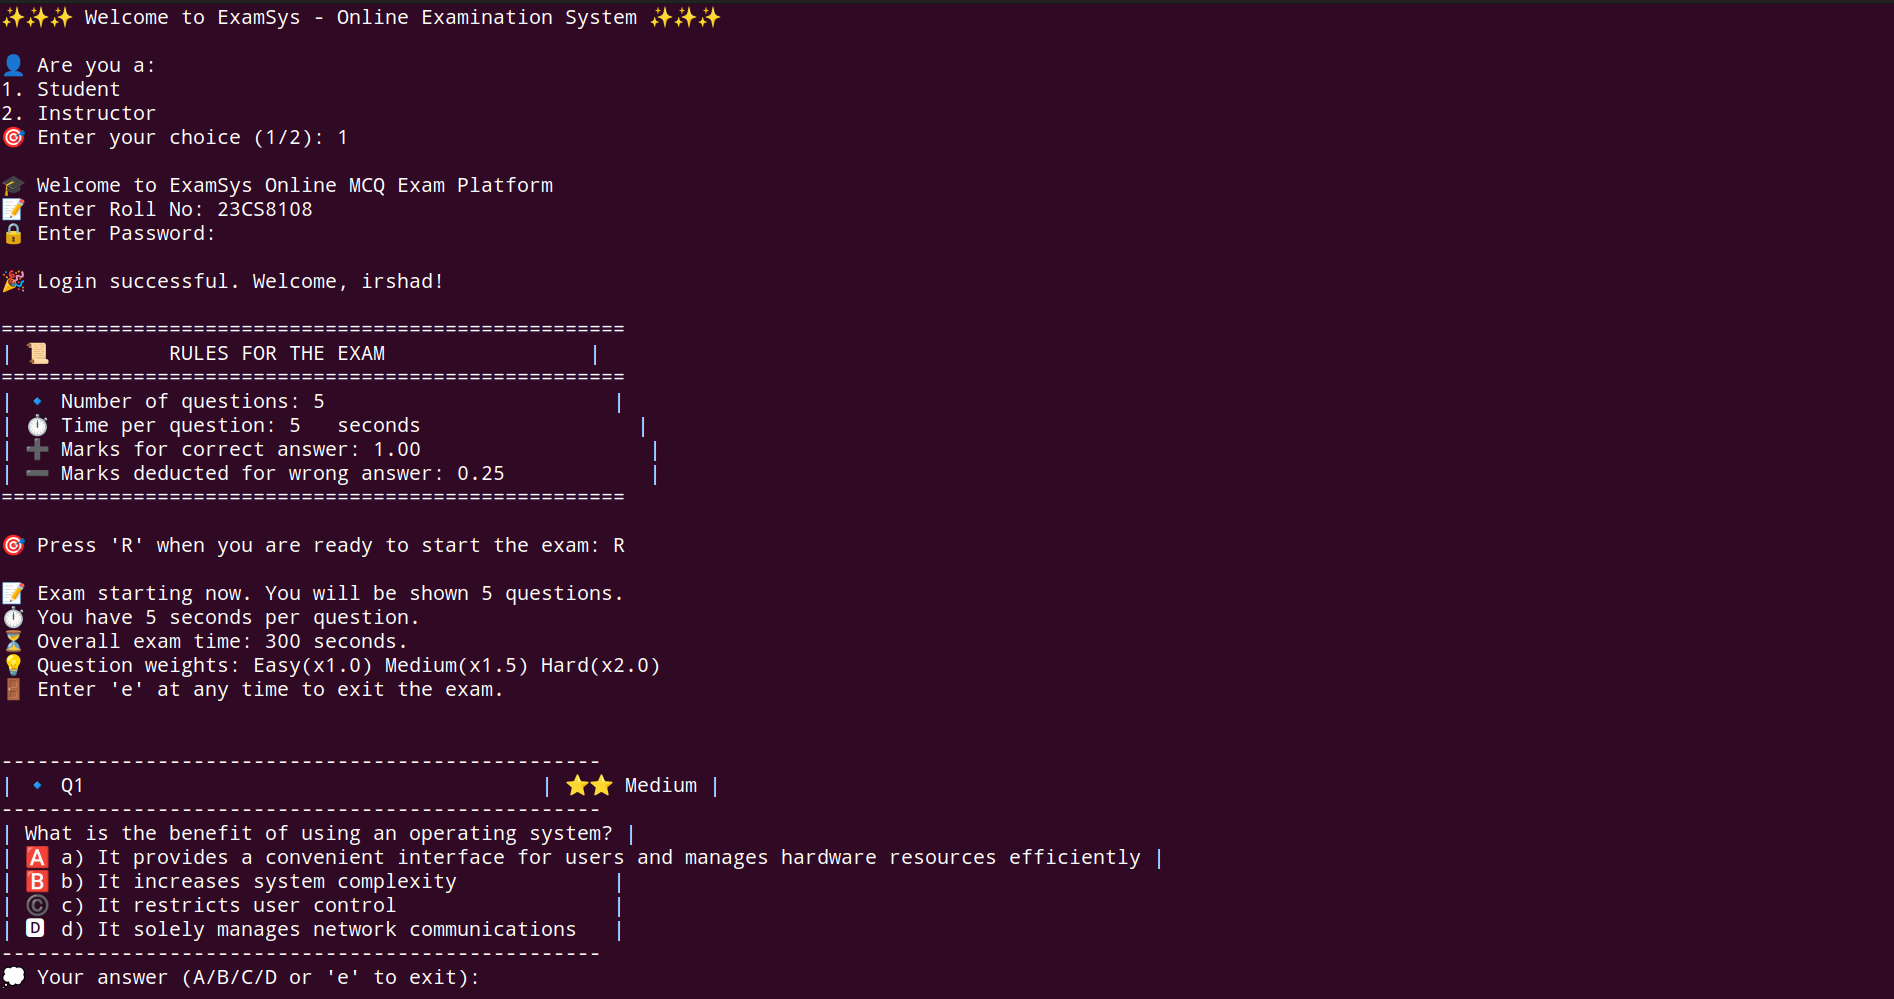 ✨✨✨ Welcome to ExamSys - Online Examination System ✨✨✨
👤 Are you a:
1. Student
2. Instructor
🎯 Enter your choice (1/2): 1
🎓 Welcome to ExamSys Online MCQ Exam Platform
📝 Enter Roll No: 23CS8108
🔒 Enter Password:
🎉 Login successful. Welcome, irshad!
====================================================
| 📜          RULES FOR THE EXAM                 |
====================================================
| 🔹 Number of questions: 5                        |
| ⏱️ Time per question: 5   seconds                  |
| ➕ Marks for correct answer: 1.00                   |
| ➖ Marks deducted for wrong answer: 0.25            |
====================================================
🎯 Press 'R' when you are ready to start the exam: R
📝 Exam starting now. You will be shown 5 questions.
⏱️ You have 5 seconds per question.
⏳ Overall exam time: 300 seconds.
💡 Question weights: Easy(x1.0) Medium(x1.5) Hard(x2.0)
🚪 Enter 'e' at any time to exit the exam.
--------------------------------------------------
| 🔹 Q1                                      | ⭐⭐ Medium |
--------------------------------------------------
| What is the benefit of using an operating system? |
| 🅰️ a) It provides a convenient interface for users and manages hardware resources efficiently |
| 🅱️ b) It increases system complexity             |
| ©️ c) It restricts user control                  |
| 🅳 d) It solely manages network communications   |
--------------------------------------------------
💭 Your answer (A/B/C/D or 'e' to exit):